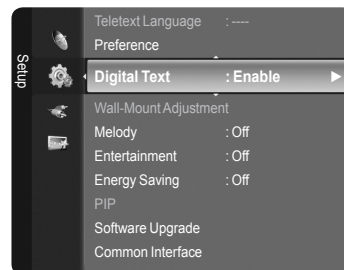 Setup
Teletext Language : ----
Preference
Digital Text : Enable ►
Wall-Mount Adjustment
Melody : Off
Entertainment : Off
Energy Saving : Off
PIP
Software Upgrade
Common Interface